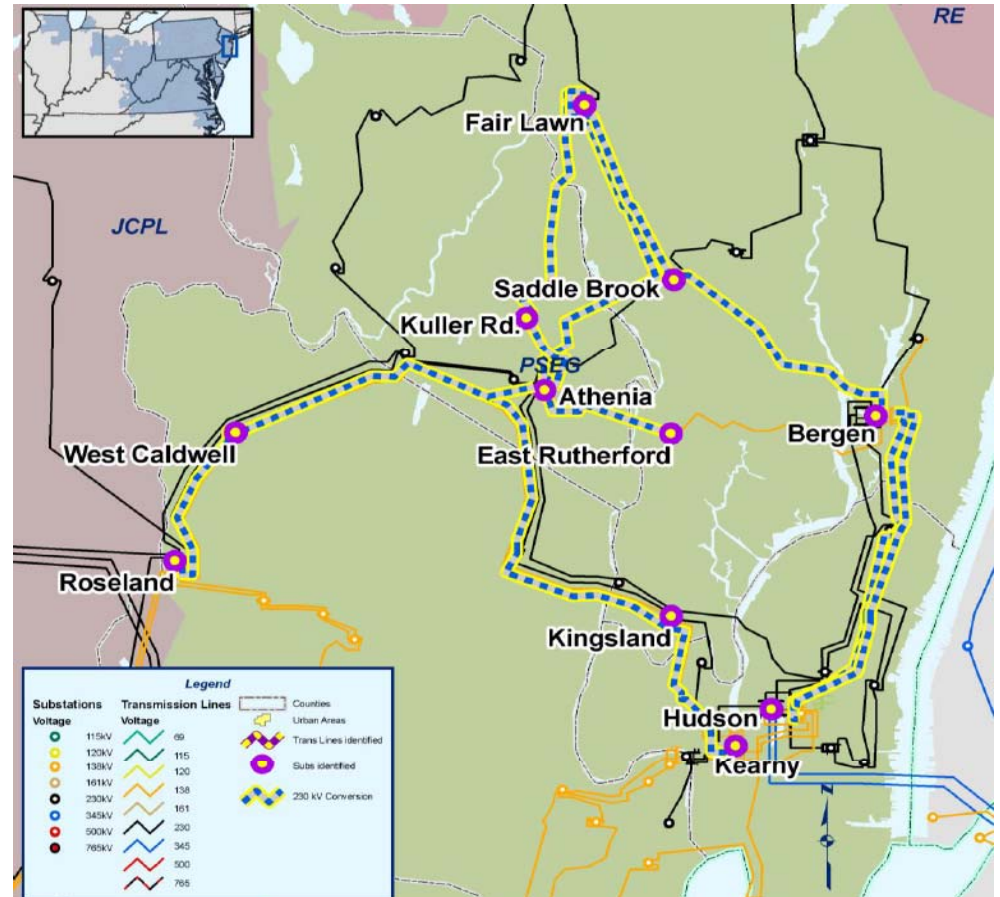 RE
Fair Lawn
JCPL
Saddle Brook
Kuller Rd.
PSEG
Athenia
West Caldwell
East Rutherford
Bergen
Roseland
Kingsland
Hudson
Kearny
N
Legend
Substations
Voltage
115kV
120kV
138kV
161kV
230kV
345kV
500kV
765kV
Transmission Lines
Voltage
69
115
120
138
161
230
345
500
765
Counties
Urban Areas
Trans Lines identified
Subs identified
230 kV Conversion